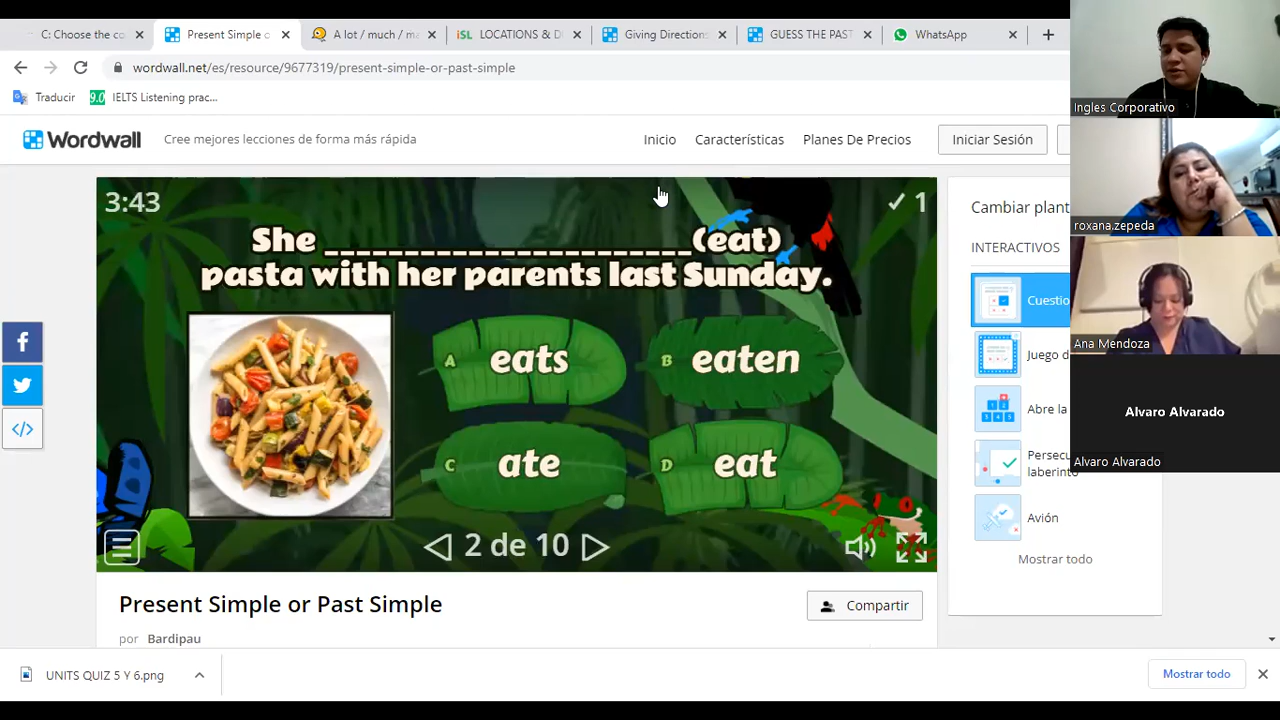 Choose the co
Present Simple o
A lot / much / m
iSL LOCATIONS & D
Giving Directions
GUESS THE PAST
WhatsApp
wordwall.net/es/resource/9677319/present-simple-or-past-simple
Traducir
9.0 IELTS Listening prac...
Wordwall
Cree mejores lecciones de forma más rápida
Inicio
Características
Planes De Precios
Iniciar Sesión
3:43
✓ 1
She ______________________ (eat)
pasta with her parents last Sunday.
A eats
B eaten
C ate
D eat
2 de 10
Present Simple or Past Simple
Compartir
por Bardipau
Cambiar plant
INTERACTIVOS
Cuestio
Juego d
Abre la
Persecu
laberinto
Avión
Mostrar todo
Ingles Corporativo
roxana.zepeda
Ana Mendoza
Alvaro Alvarado
Alvaro Alvarado
UNITS QUIZ 5 Y 6.png
Mostrar todo